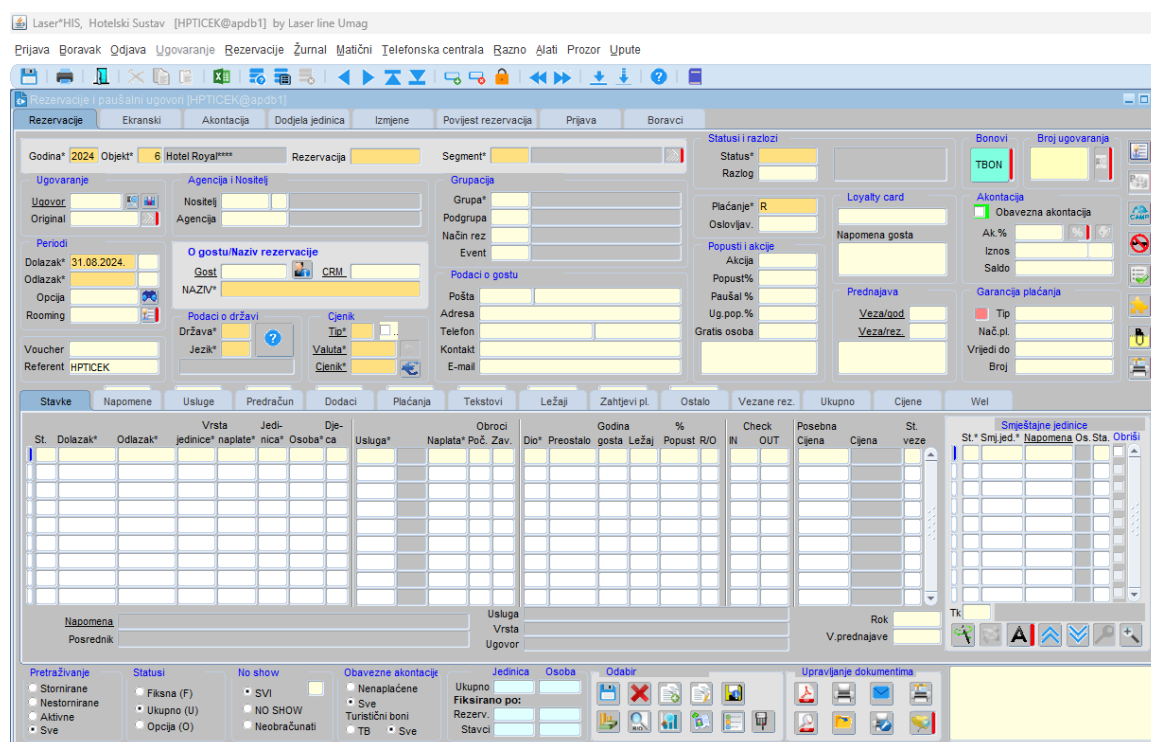 Laser*HIS, Hotelski Sustav [HPTICEK@apdb1] by Laser line Umag
Prijava Boravak Odjava Ugovaranje Rezervacije Žurnal Matični Telefonska centrala Razno Alati Prozor Upute
Rezervacije i paušalni ugovori [HPTICEK@apdb1]
Rezervacije Ekranski Akontacija Dodjela jedinica Izmjene Povijest rezervacija Prijava Boravci
Godina* 2024 Objekt* 6 Hotel Royal**** Rezervacija Segment*
Statusi i razlozi
Status*
Razlog
Bonovi
TBON
Broj ugovaranja
Ugovaranje
Ugovor
Original
Agencija i Nositelj
Nositelj
Agencija
Grupacija
Grupa*
Podgrupa
Način rez
Event
Plaćanje* R
Oslovljav.
Loyalty card
Napomena gosta
Akontacija
Obavezna akontacija
Ak.% %
Iznos
Saldo
CAMP
Periodi
Dolazak* 31.08.2024.
Odlazak*
Opcija
Rooming
O gostu/Naziv rezervacije
Gost CRM
NAZIV*
Podaci o gostu
Pošta
Adresa
Telefon
Kontakt
E-mail
Popusti i akcije
Akcija
Popust%
Paušal %
Ug.pop.%
Gratis osoba
Prednajava
Veza/god
Veza/rez.
Garancija plaćanja
Tip
Nač.pl.
Vrijedi do
Broj
Voucher
Referent HPTICEK
Podaci o državi
Država*
Jezik*
Cjenik
Tip* ..
Valuta*
Cjenik*
Stavke Napomene Usluge Predračun Dodaci Plaćanja Tekstovi Ležaji Zahtjevi pl. Ostalo Vezane rez. Ukupno Cijene Wel
Vrsta Jedi- Dje- Obroci Godina % Check Posebna St.
St. Dolazak* Odlazak* jedinice* naplate* nica* Osoba* ca Usluga* Naplata* Poč. Zav. Dio* Preostalo gosta Ležaj Popust R/O IN OUT Cijena Cijena veze
Smještajne jedinice
St.* Smj.jed.* Napomena Os. Sta. Obriši
Napomena
Posrednik
Usluga
Vrsta
Ugovor
Rok
V.prednajave
Tk
A
Pretraživanje
Stornirane
Nestornirane
Aktivne
Sve
Statusi
Fiksna (F)
Ukupno (U)
Opcija (O)
No show
SVI
NO SHOW
Neobračunati
Obavezne akontacije
Nenaplaćene
Sve
Turistični boni
TB Sve
Jedinica Osoba
Ukupno
Fiksirano po:
Rezerv.
Stavci
Odabir
R/O
Upravljanje dokumentima